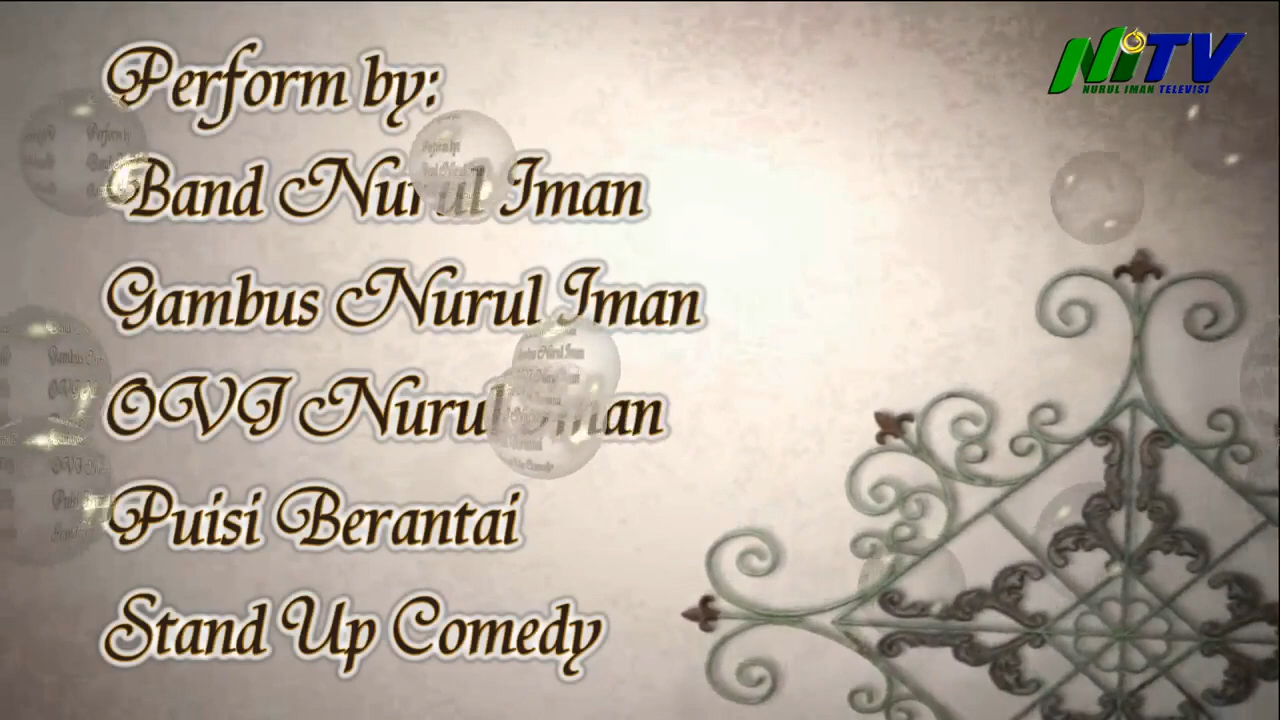 NiTV
NURUL IMAN TELEVISI
Perform by:
Band Nurul Iman
Gambus Nurul Iman
OVJ Nurul Iman
Puisi Berantai
Stand Up Comedy